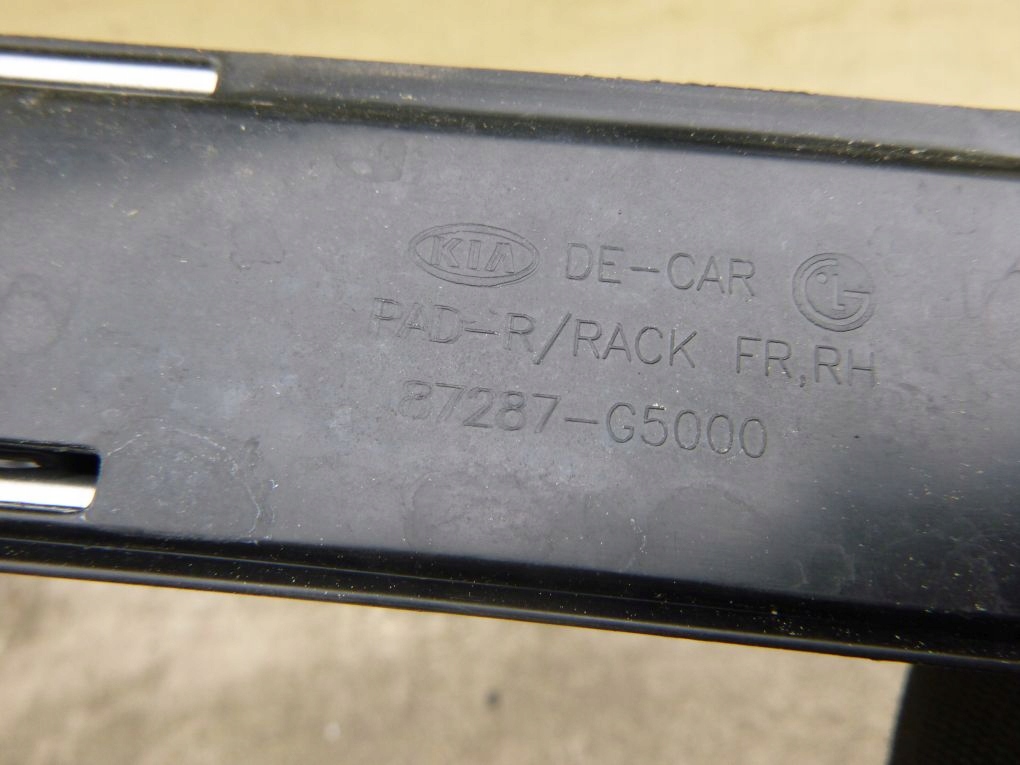 KIA DE-CAR LG
PAD-R/RACK FR,RH
87287-G5000